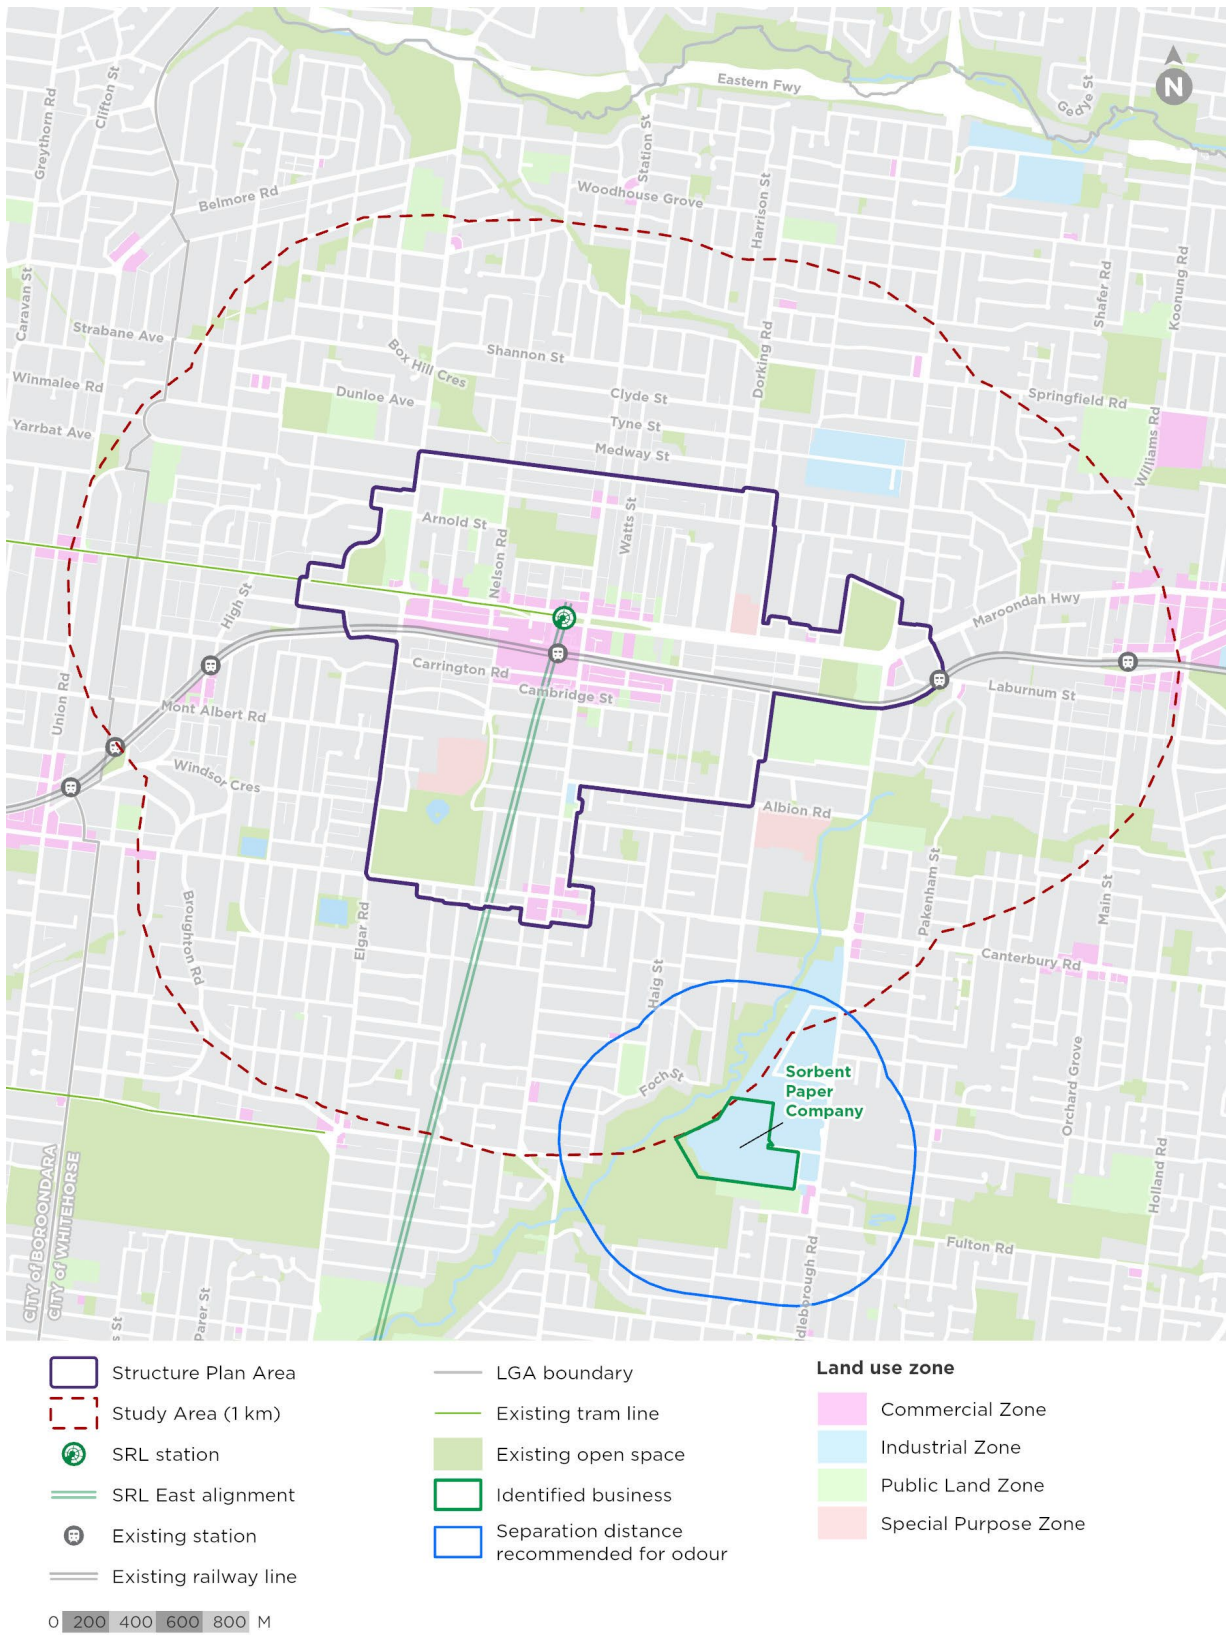 Eastern Fwy
N
Gedye St
Greythorn Rd
Clifton St
Station St
Belmore Rd
Woodhouse Grove
Harrison St
Caravan St
Shafer Rd
Koonung Rd
Strabane Ave
Box Hill Cres
Shannon St
Dorking Rd
Winmalee Rd
Dunloe Ave
Clyde St
Springfield Rd
Yarrbat Ave
Tyne St
Medway St
Williams Rd
Arnold St
Nelson Rd
Watts St
High St
Maroondah Hwy
Carrington Rd
Cambridge St
Laburnum St
Union Rd
Mont Albert Rd
Windsor Cres
Albion Rd
Broughton Rd
Elgar Rd
Pakenham St
Main St
Haig St
Canterbury Rd
Foch St
Sorbent
Paper
Company
Orchard Grove
Holland Rd
CITY of BOROONDARA
CITY of WHITEHORSE
Fulton Rd
ddleborough Rd
s St
Parer St
Structure Plan Area
Study Area (1 km)
SRL station
SRL East alignment
Existing station
Existing railway line
0 200 400 600 800 M
LGA boundary
Existing tram line
Existing open space
Identified business
Separation distance
recommended for odour
Land use zone
Commercial Zone
Industrial Zone
Public Land Zone
Special Purpose Zone